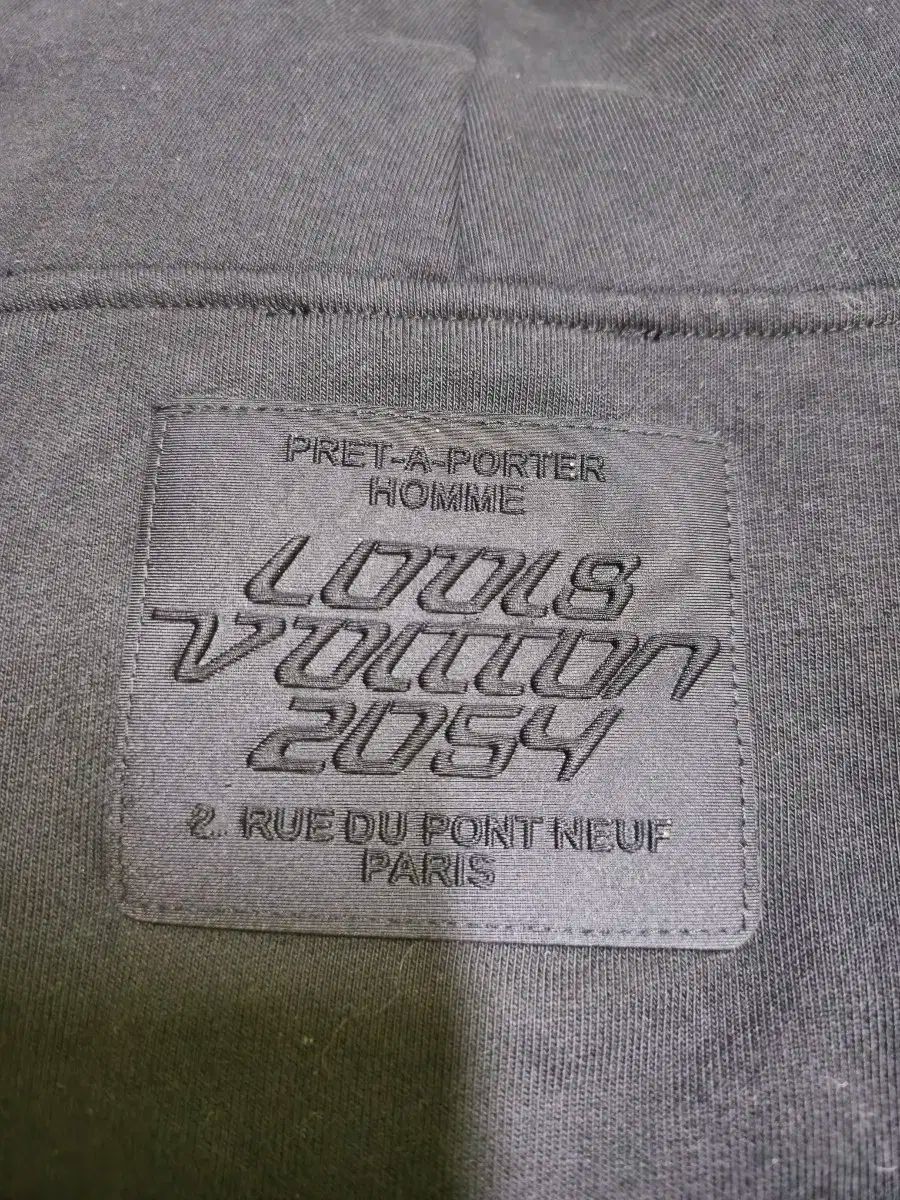 PRET-A-PORTER
HOMME
LOUIS
VUITTON
2054
2. RUE DU PONT NEUF
PARIS